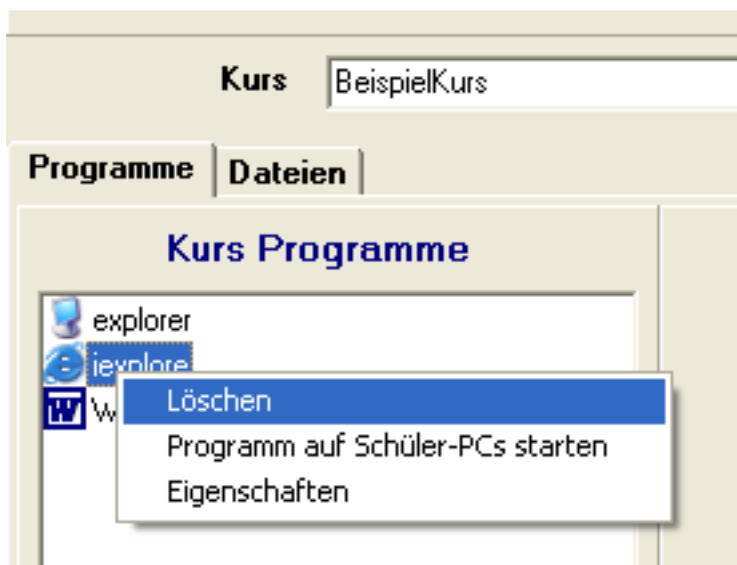 Kurs BeispielKurs
Programme Dateien
Kurs Programme
explorer
iexplore
W
Löschen
Programm auf Schüler-PCs starten
Eigenschaften